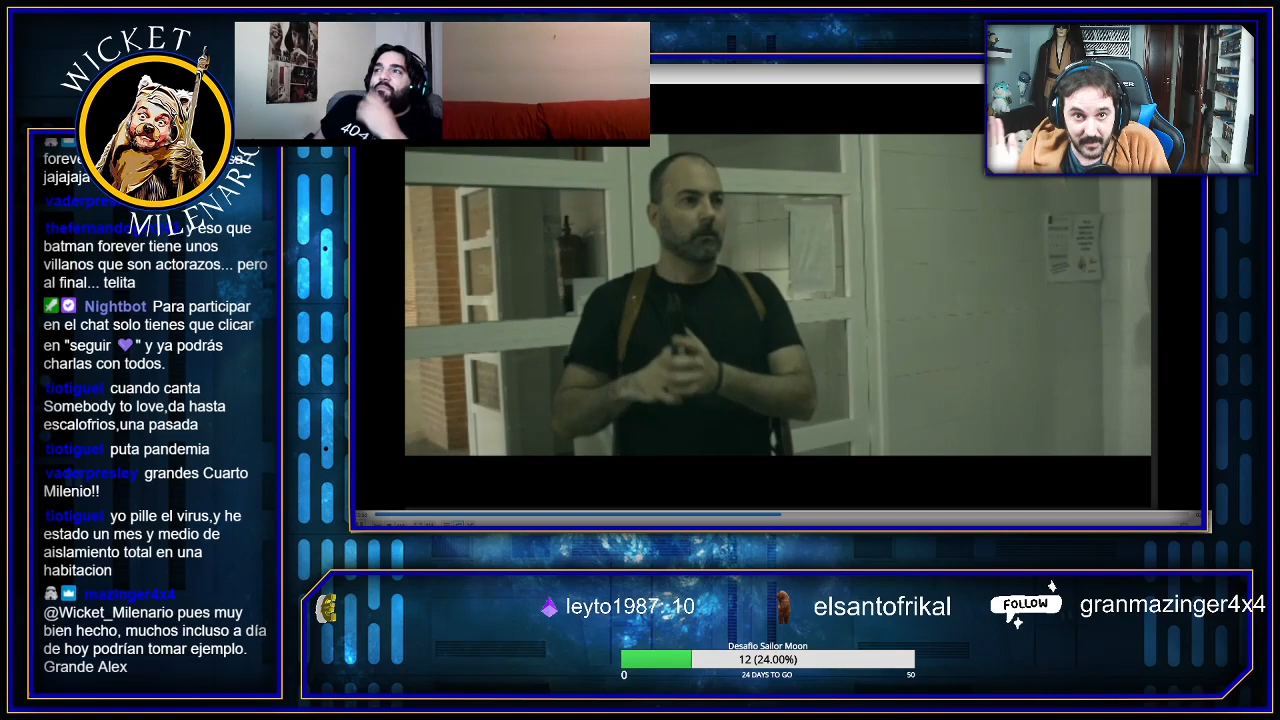 WICKET
MILENARIO
jajaja
y eso que
batman forever tiene unos
villanos que son actorazos... pero
al final... telita
Nightbot Para participar
en el chat solo tienes que clicar
en "seguir 💜" y ya podrás
charlas con todos.
tiotiguel cuando canta
Somebody to love,da hasta
escalofrios,una pasada
tiotiguel puta pandemia
vaderpresley grandes Cuarto
Milenio!!
tiotiguel yo pille el virus,y he
estado un mes y medio de
aislamiento total en una
habitacion
mazinger4x4
@Wicket_Milenario pues muy
bien hecho, muchos incluso a día
de hoy podrían tomar ejemplo.
Grande Alex
404
leyto1987: 10
elsantofrikal
FOLLOW
granmazinger4x4
Desafio Sailor Moon
12 (24.00%)
0
24 DAYS TO GO
50